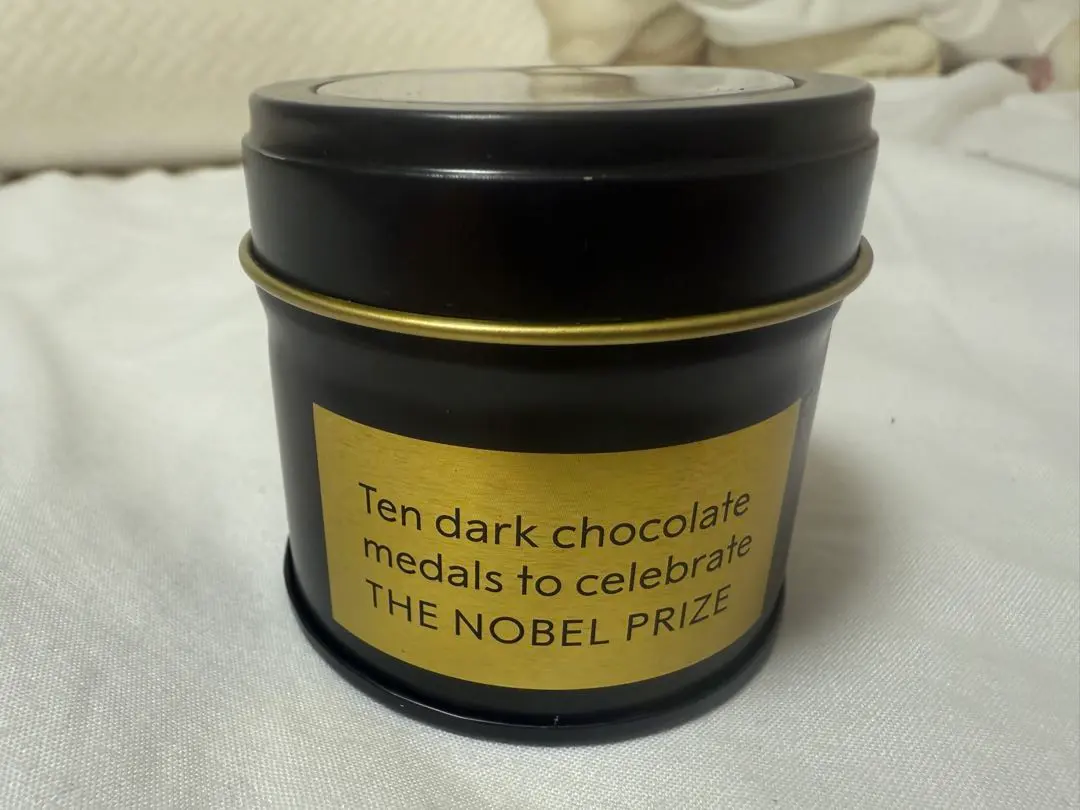 Ten dark chocolate
medals to celebrate
THE NOBEL PRIZE